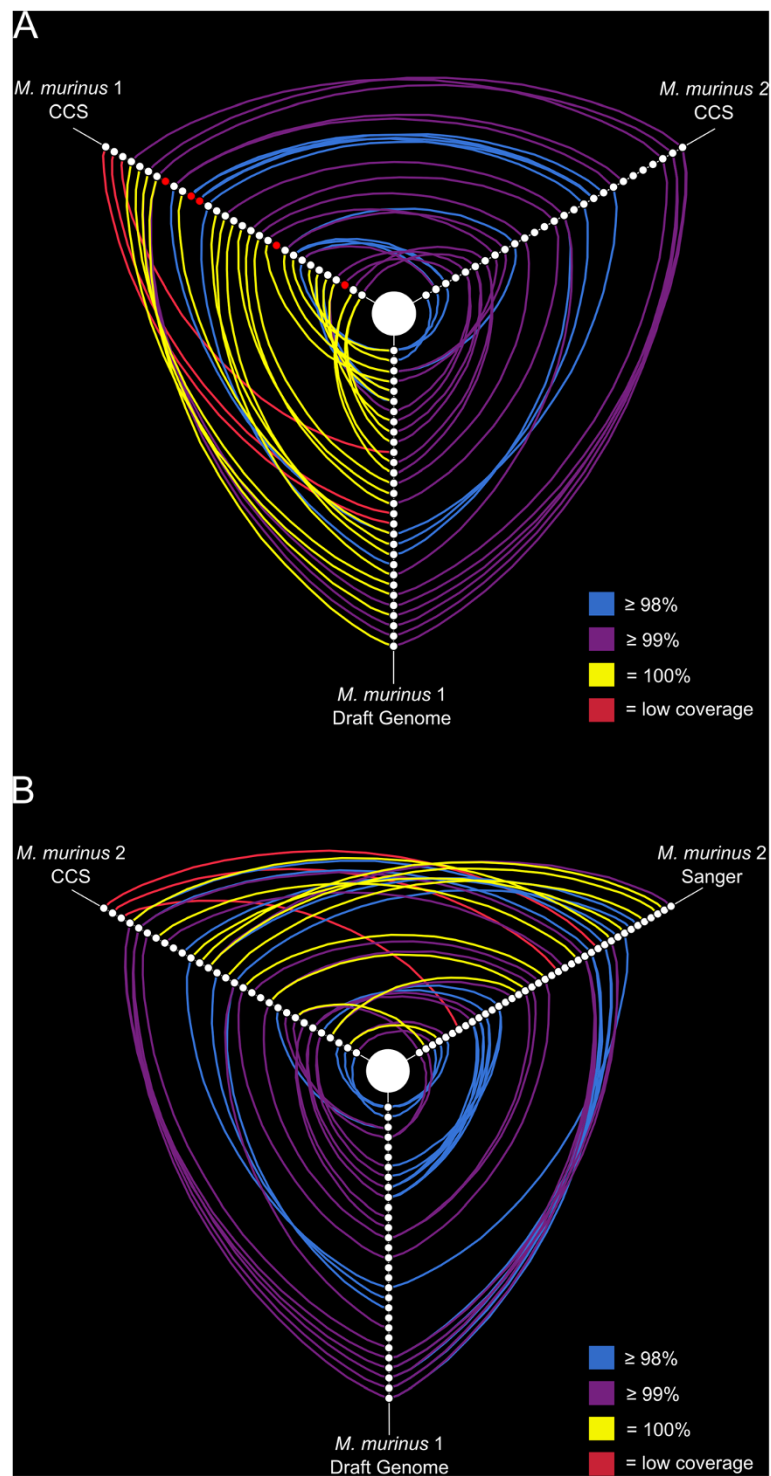 A
M. murinus 1
CCS
M. murinus 2
CCS
≥ 98%
≥ 99%
= 100%
= low coverage
M. murinus 1
Draft Genome
B
M. murinus 2
CCS
M. murinus 2
Sanger
≥ 98%
≥ 99%
= 100%
= low coverage
M. murinus 1
Draft Genome